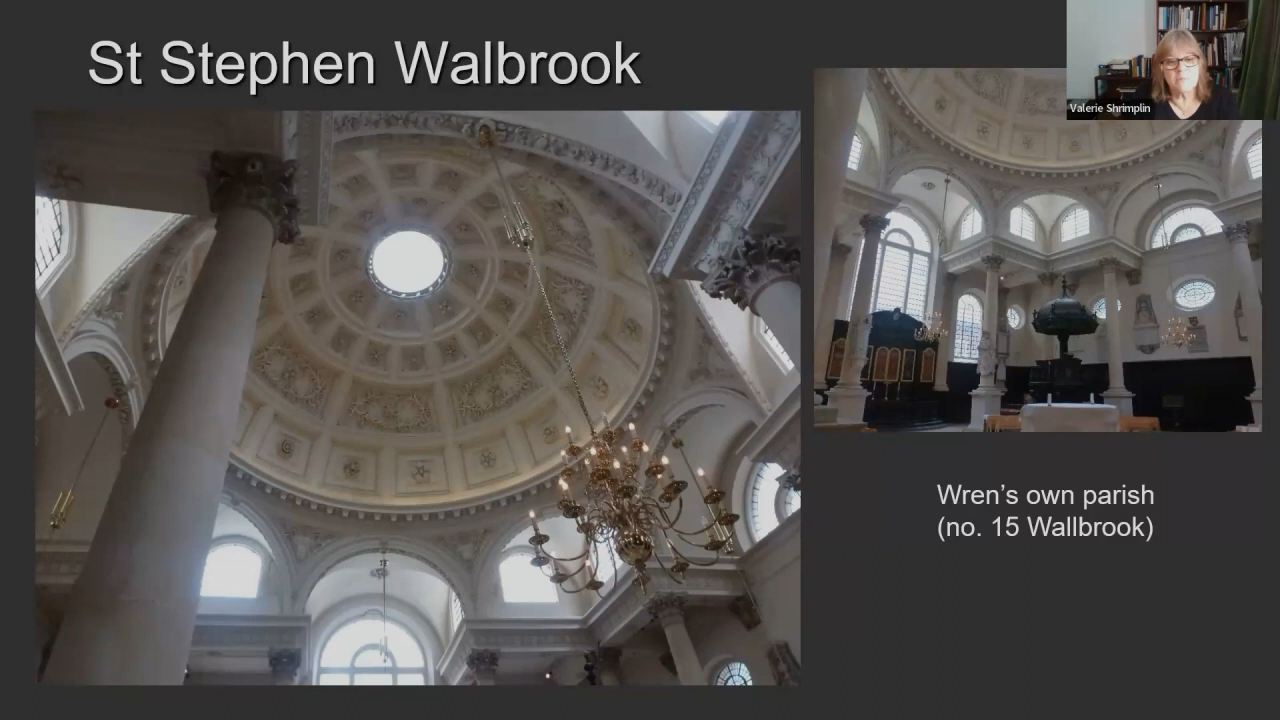 St Stephen Walbrook
Valerie Shrimplin
Wren’s own parish
(no. 15 Wallbrook)